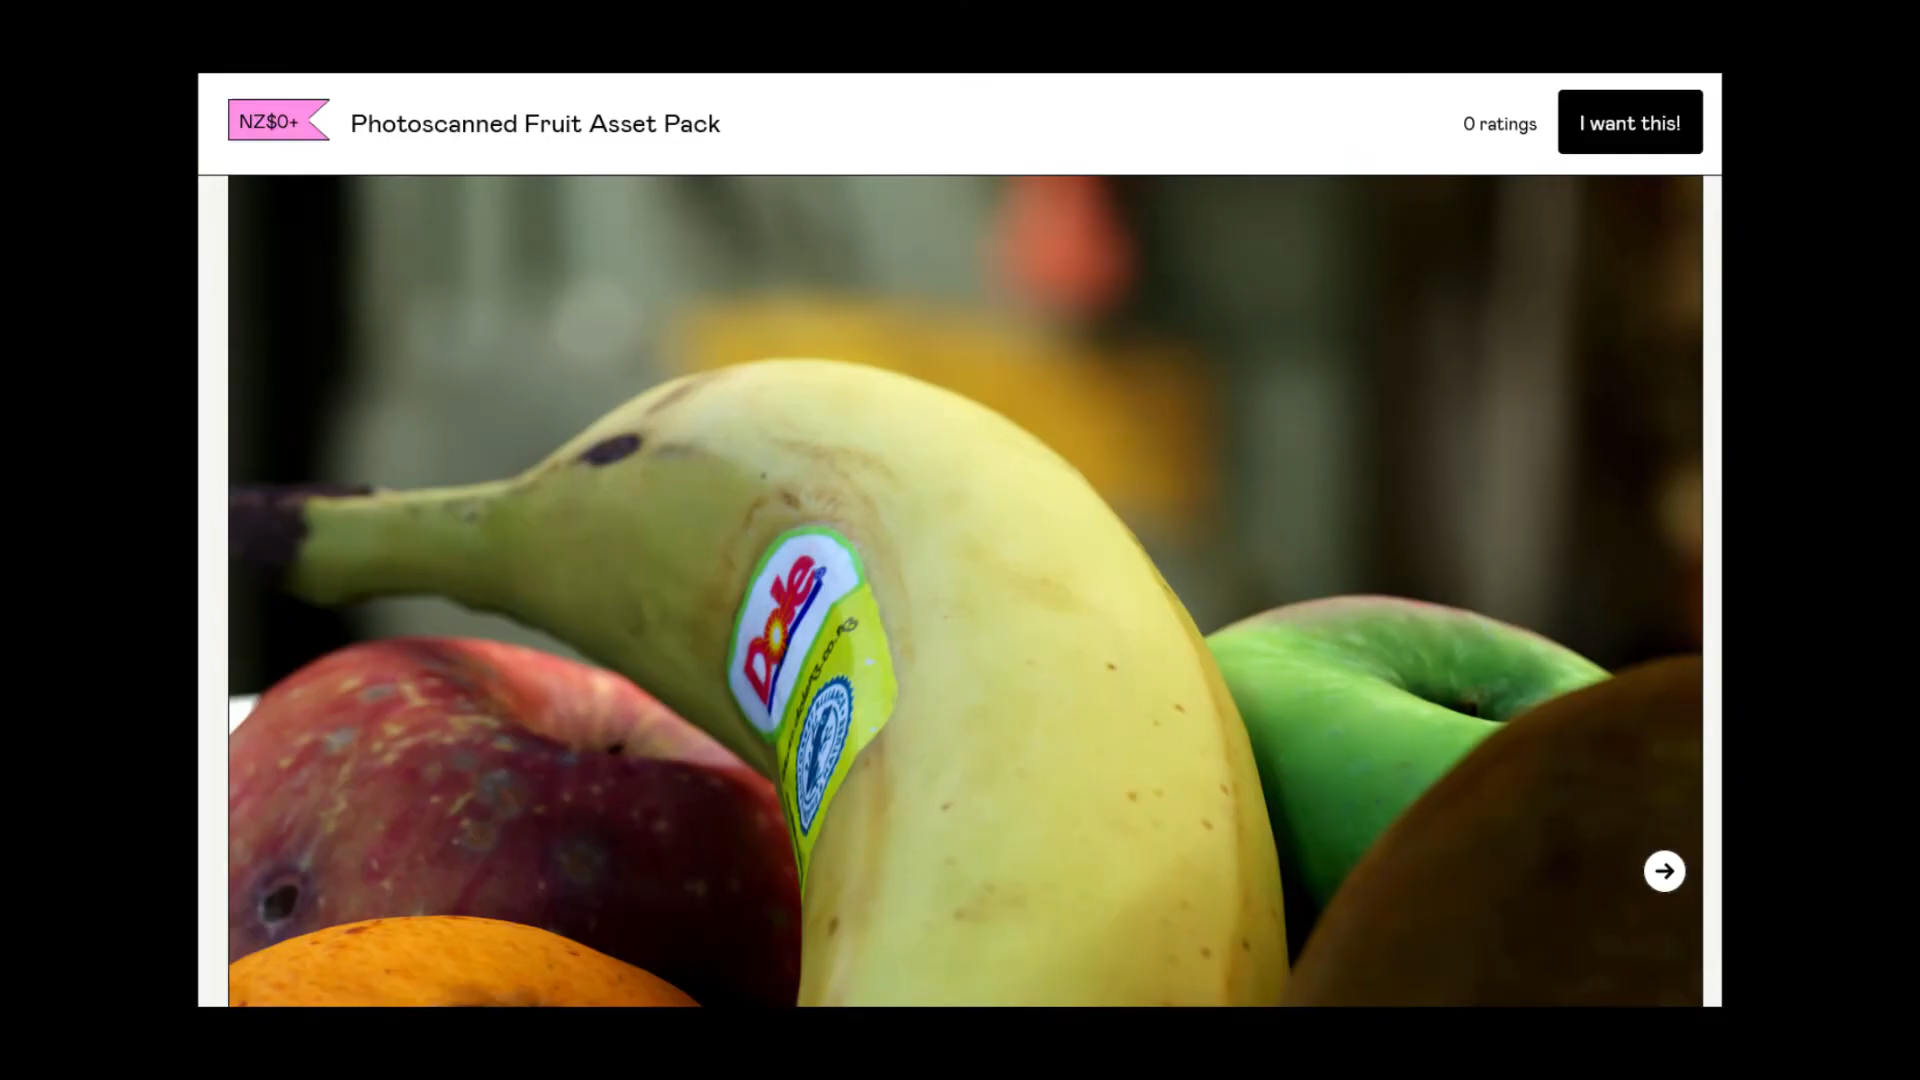 NZ$0+
Photoscanned Fruit Asset Pack
0 ratings
I want this!
Dole